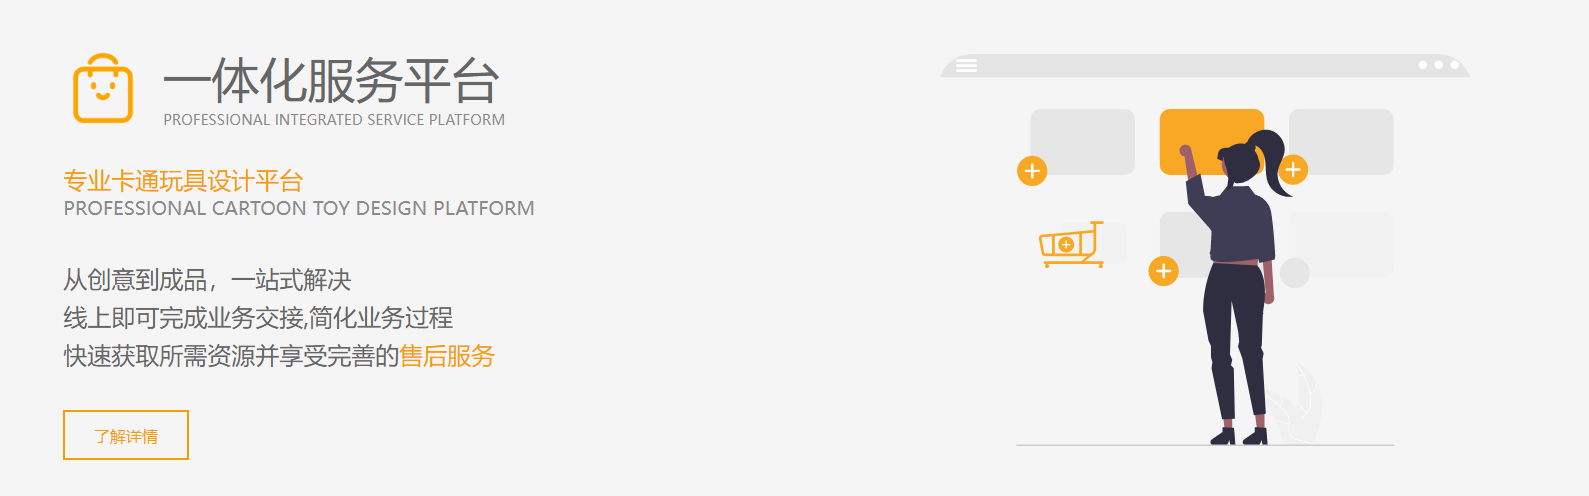 一体化服务平台
PROFESSIONAL INTEGRATED SERVICE PLATFORM
专业卡通玩具设计平台
PROFESSIONAL CARTOON TOY DESIGN PLATFORM
从创意到成品，一站式解决
线上即可完成业务交接,简化业务过程
快速获取所需资源并享受完善的售后服务
了解详情